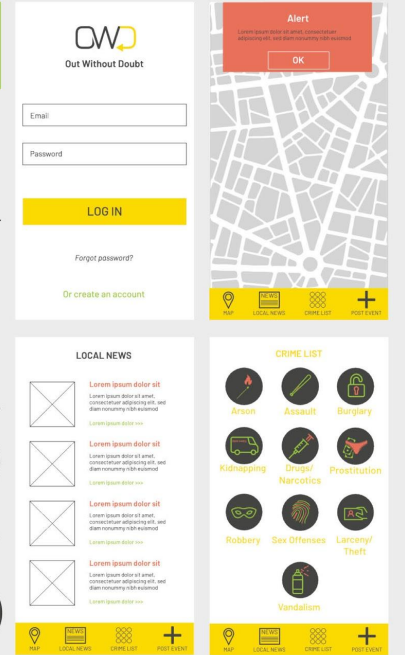 OWD
Out Without Doubt
Email
Password
LOG IN
Forgot password?
Or create an account
Alert
Lorem ipsum dolor sit amet, consectetuer
adipiscing elit, sed diam nonummy nibh euismod
OK
NEWS
MAP
LOCAL NEWS
CRIME LIST
POST EVENT
LOCAL NEWS
Lorem ipsum dolor sit
Lorem ipsum dolor sit amet,
consectetuer adipiscing elit, sed
diam nonummy nibh euismod
Lorem ipsum dolor >>>
Lorem ipsum dolor sit
Lorem ipsum dolor sit amet,
consectetuer adipiscing elit, sed
diam nonummy nibh euismod
Lorem ipsum dolor >>>
Lorem ipsum dolor sit
Lorem ipsum dolor sit amet,
consectetuer adipiscing elit, sed
diam nonummy nibh euismod
Lorem ipsum dolor >>>
Lorem ipsum dolor sit
Lorem ipsum dolor sit amet,
consectetuer adipiscing elit, sed
diam nonummy nibh euismod
Lorem ipsum dolor >>>
NEWS
MAP
LOCAL NEWS
CRIME LIST
POST EVENT
CRIME LIST
Arson
Assault
Burglary
Kidnapping
Drugs/
Narcotics
Prostitution
Robbery
Sex Offenses
Larceny/
Theft
Vandalism
NEWS
MAP
LOCAL NEWS
CRIME LIST
POST EVENT